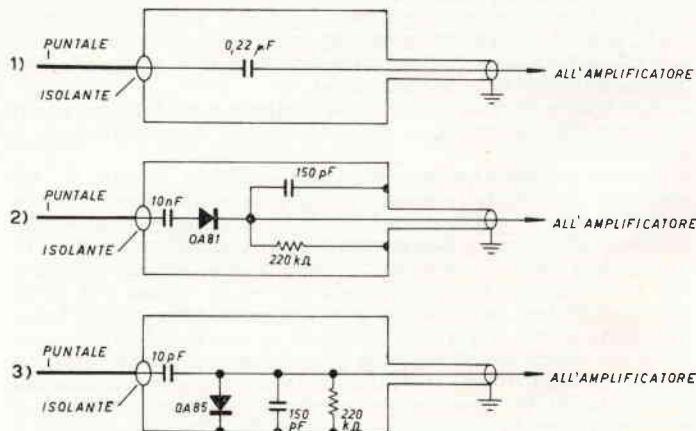 PUNTALE
1)
0,22 µF
ISOLANTE
ALL'AMPLIFICATORE
PUNTALE
2)
10nF
OA81
150 pF
220 kΩ
ISOLANTE
ALL'AMPLIFICATORE
PUNTALE
3)
10 pF
ISOLANTE
OA85
150
pF
220
kΩ
ALL'AMPLIFICATORE